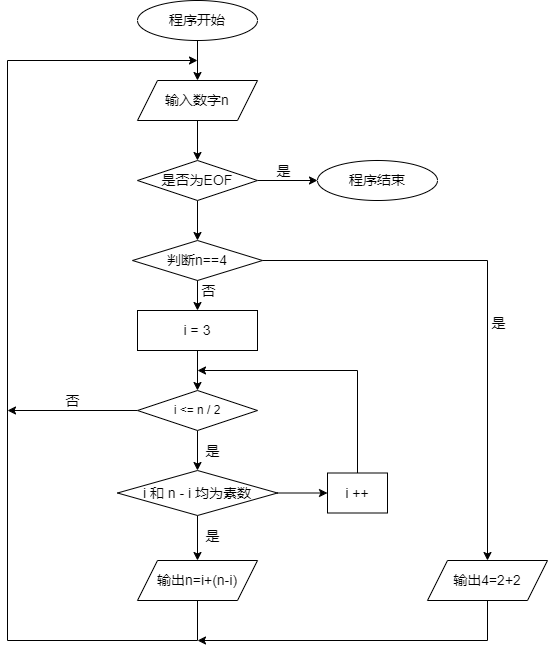 程序开始
输入数字n
是否为EOF
是
程序结束
判断n==4
否
是
i = 3
i <= n / 2
否
是
i 和 n - i 均为素数
i ++
是
输出n=i+(n-i)
输出4=2+2